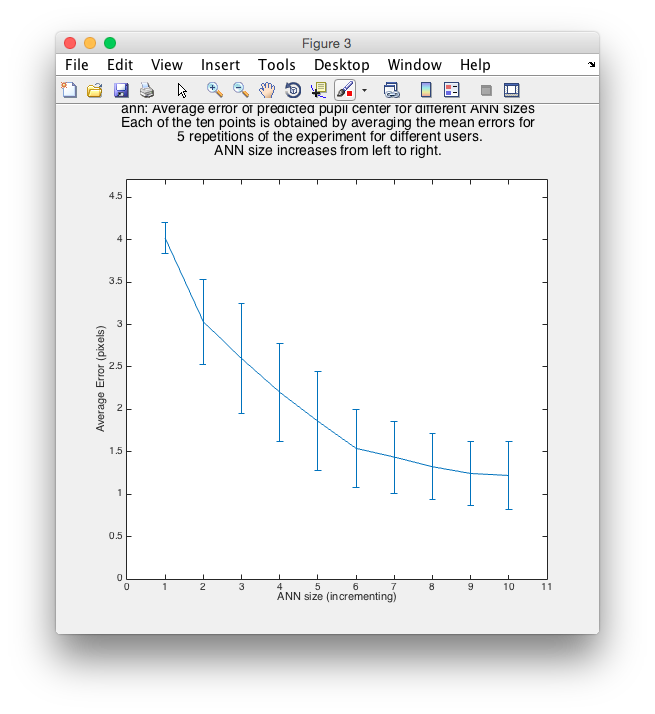 Figure 3
File Edit View Insert Tools Desktop Window Help
ann: Average error of predicted pupil center for different ANN sizes
Each of the ten points is obtained by averaging the mean errors for
5 repetitions of the experiment for different users.
ANN size increases from left to right.
4.5
4
3.5
3
2.5
2
1.5
1
0.5
0
Average Error (pixels)
0 1 2 3 4 5 6 7 8 9 10 11
ANN size (incrementing)